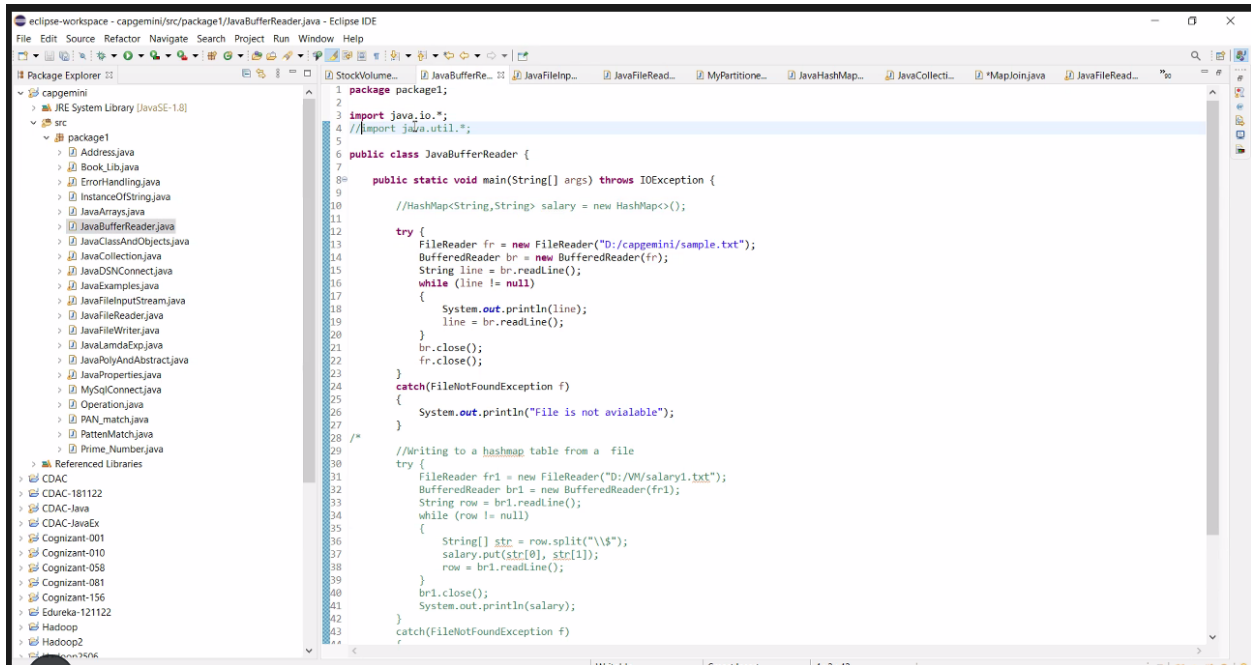 eclipse-workspace - capgemini/src/package1/JavaBufferReader.java - Eclipse IDE
File Edit Source Refactor Navigate Search Project Run Window Help
Package Explorer
StockVolume... JavaBufferRe... JavaFileInp... JavaFileRead... MyPartitione... JavaHashMap... JavaCollecti... *MapJoin.java JavaFileRead...
capgemini
JRE System Library [JavaSE-1.8]
src
package1
Address.java
Book_Lib.java
ErrorHandling.java
InstanceOfString.java
JavaArrays.java
JavaBufferReader.java
JavaClassAndObjects.java
JavaCollection.java
JavaDSNConnect.java
JavaExamples.java
JavaFileInputStream.java
JavaFileReader.java
JavaFileWriter.java
JavaLamdaExp.java
JavaPolyAndAbstract.java
JavaProperties.java
MySqlConnect.java
Operation.java
PAN_match.java
PattenMatch.java
Prime_Number.java
Referenced Libraries
CDAC
CDAC-181122
CDAC-Java
CDAC-JavaEx
Cognizant-001
Cognizant-010
Cognizant-058
Cognizant-081
Cognizant-156
Edureka-121122
Hadoop
Hadoop2
1 package package1;
2
3 import java.io.*;
4 //import java.util.*;
5
6 public class JavaBufferReader {
7
8 public static void main(String[] args) throws IOException {
9
10 //HashMap<String,String> salary = new HashMap<>();
11
12 try {
13 FileReader fr = new FileReader("D:/capgemini/sample.txt");
14 BufferedReader br = new BufferedReader(fr);
15 String line = br.readLine();
16 while (line != null)
17 {
18 System.out.println(line);
19 line = br.readLine();
20 }
21 br.close();
22 fr.close();
23 }
24 catch(FileNotFoundException f)
25 {
26 System.out.println("File is not avialable");
27 }
28 /*
29 //Writing to a hashmap table from a file
30 try {
31 FileReader fr1 = new FileReader("D:/VM/salary1.txt");
32 BufferedReader br1 = new BufferedReader(fr1);
33 String row = br1.readLine();
34 while (row != null)
35 {
36 String[] str = row.split("\\$");
37 salary.put(str[0], str[1]);
38 row = br1.readLine();
39 }
40 br1.close();
41 System.out.println(salary);
42 }
43 catch(FileNotFoundException f)